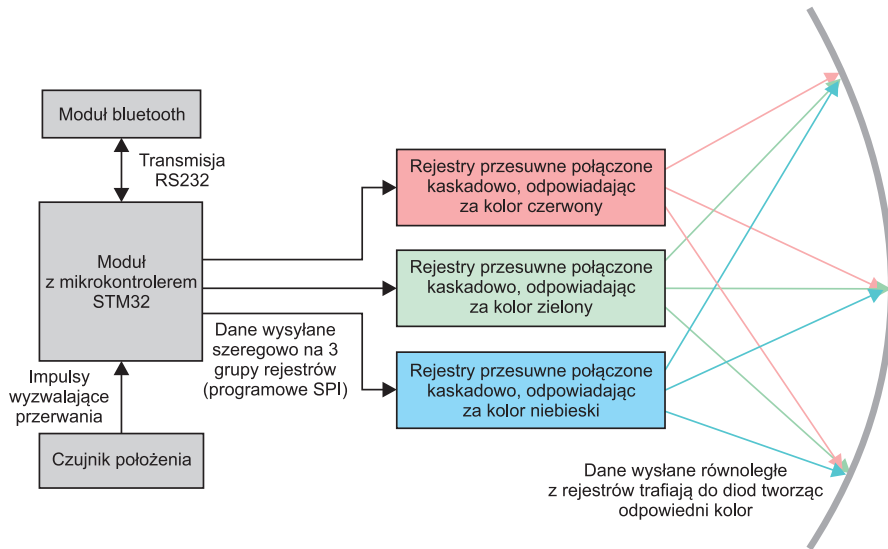 Moduł bluetooth
Transmisja
RS232
Moduł
z mikrokontrolerem
STM32
Impulsy
wyzwalające
przerwania
Czujnik położenia
Dane wysyłane
szeregowo na 3
grupy rejestrów
(programowe SPI)
Rejestry przesuwne połączone
kaskadowo, odpowiadając
za kolor czerwony
Rejestry przesuwne połączone
kaskadowo, odpowiadając
za kolor zielony
Rejestry przesuwne połączone
kaskadowo, odpowiadając
za kolor niebieski
Dane wysłane równoległe
z rejestrów trafiają do diod tworząc
odpowiedni kolor